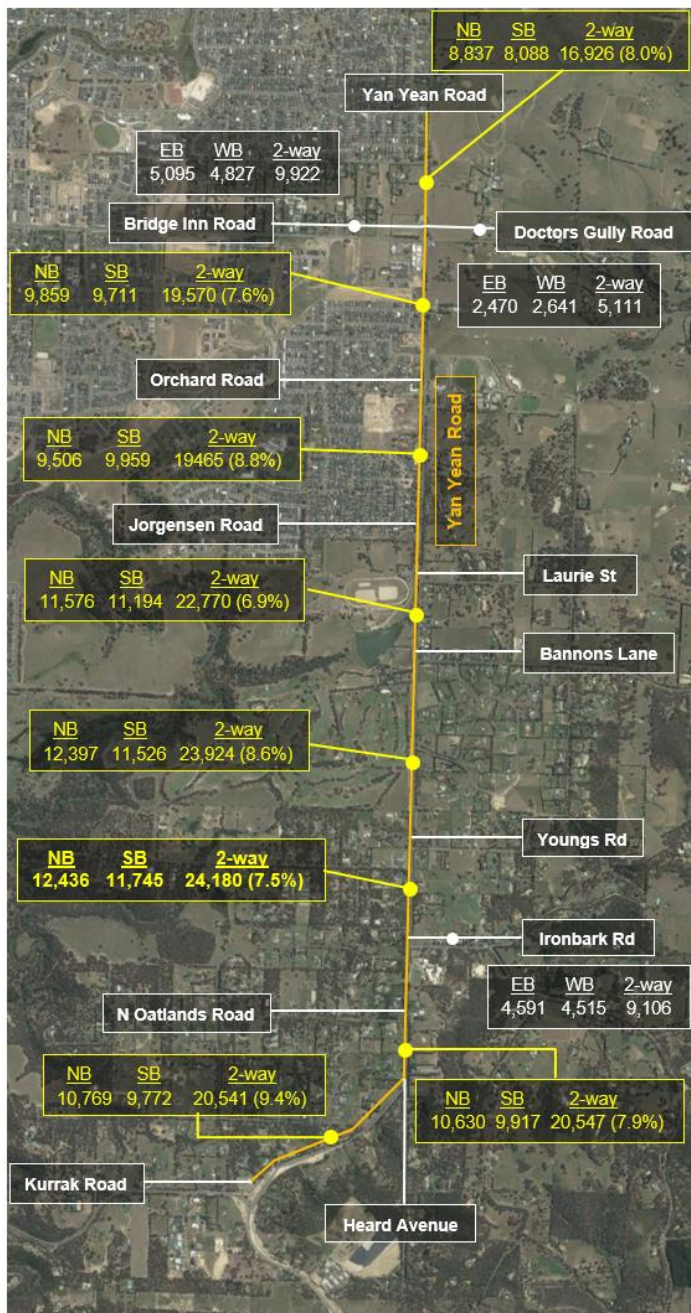 NB SB 2-way
8,837 8,088 16,926 (8.0%)
Yan Yean Road
EB WB 2-way
5,095 4,827 9,922
Bridge Inn Road
Doctors Gully Road
NB SB 2-way
9,859 9,711 19,570 (7.6%)
EB WB 2-way
2,470 2,641 5,111
Orchard Road
Yan Yean Road
NB SB 2-way
9,506 9,959 19465 (8.8%)
Jorgensen Road
Laurie St
NB SB 2-way
11,576 11,194 22,770 (6.9%)
Bannons Lane
NB SB 2-way
12,397 11,526 23,924 (8.6%)
Youngs Rd
NB SB 2-way
12,436 11,745 24,180 (7.5%)
Ironbark Rd
EB WB 2-way
4,591 4,515 9,106
N Oatlands Road
NB SB 2-way
10,769 9,772 20,541 (9.4%)
NB SB 2-way
10,630 9,917 20,547 (7.9%)
Kurrak Road
Heard Avenue